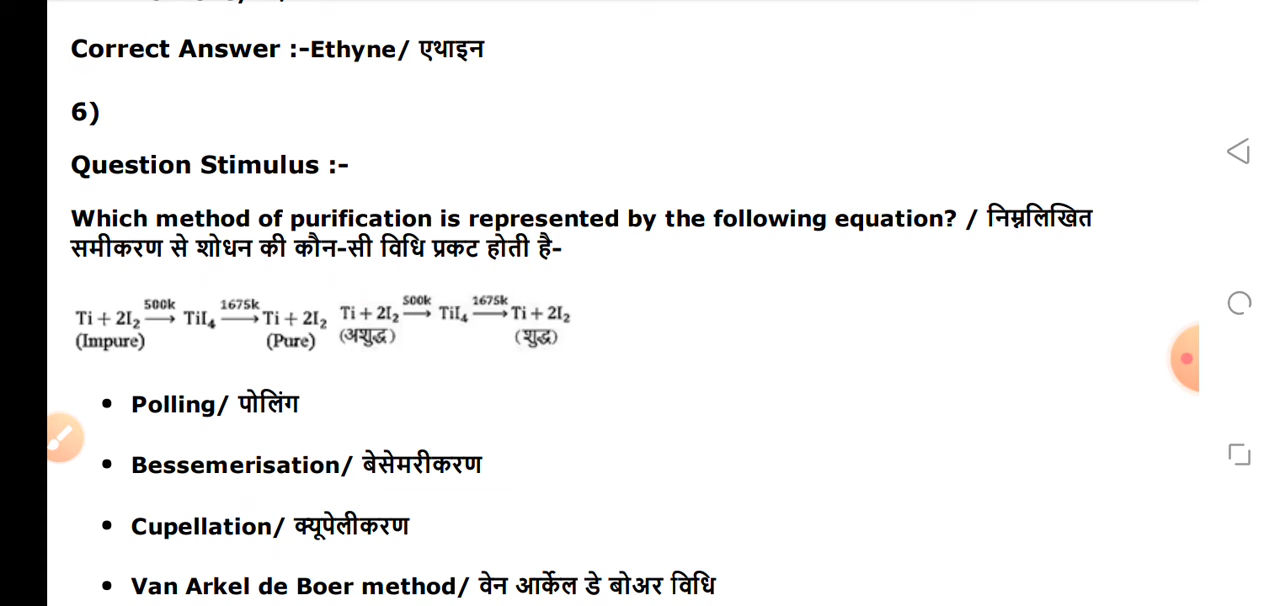 Correct Answer :-Ethyne/ एथाइन
6)
Question Stimulus :-
Which method of purification is represented by the following equation? / निम्नलिखित
समीकरण से शोधन की कौन-सी विधि प्रकट होती है-
Ti + 2I₂ —500k→ TiI₄ —1675k→ Ti + 2I₂ Ti + 2I₂ —500k→ TiI₄ —1675k→ Ti + 2I₂
(Impure) (Pure) (अशुद्ध) (शुद्ध)
• Polling/ पोलिंग
• Bessemerisation/ बेसेमरीकरण
• Cupellation/ क्यूपेलीकरण
• Van Arkel de Boer method/ वेन आर्केल डे बोअर विधि